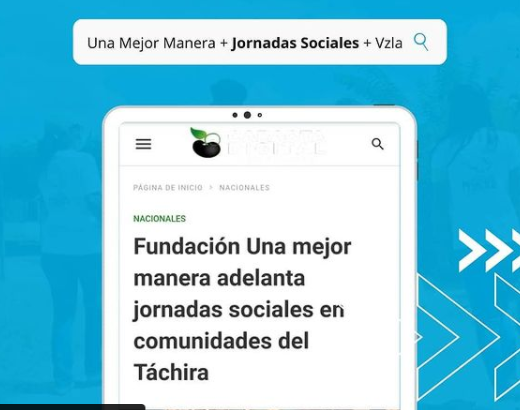 Una Mejor Manera + Jornadas Sociales + Vzla
PÁGINA DE INICIO > NACIONALES
NACIONALES
Fundación Una mejor
manera adelanta
jornadas sociales en
comunidades del
Táchira